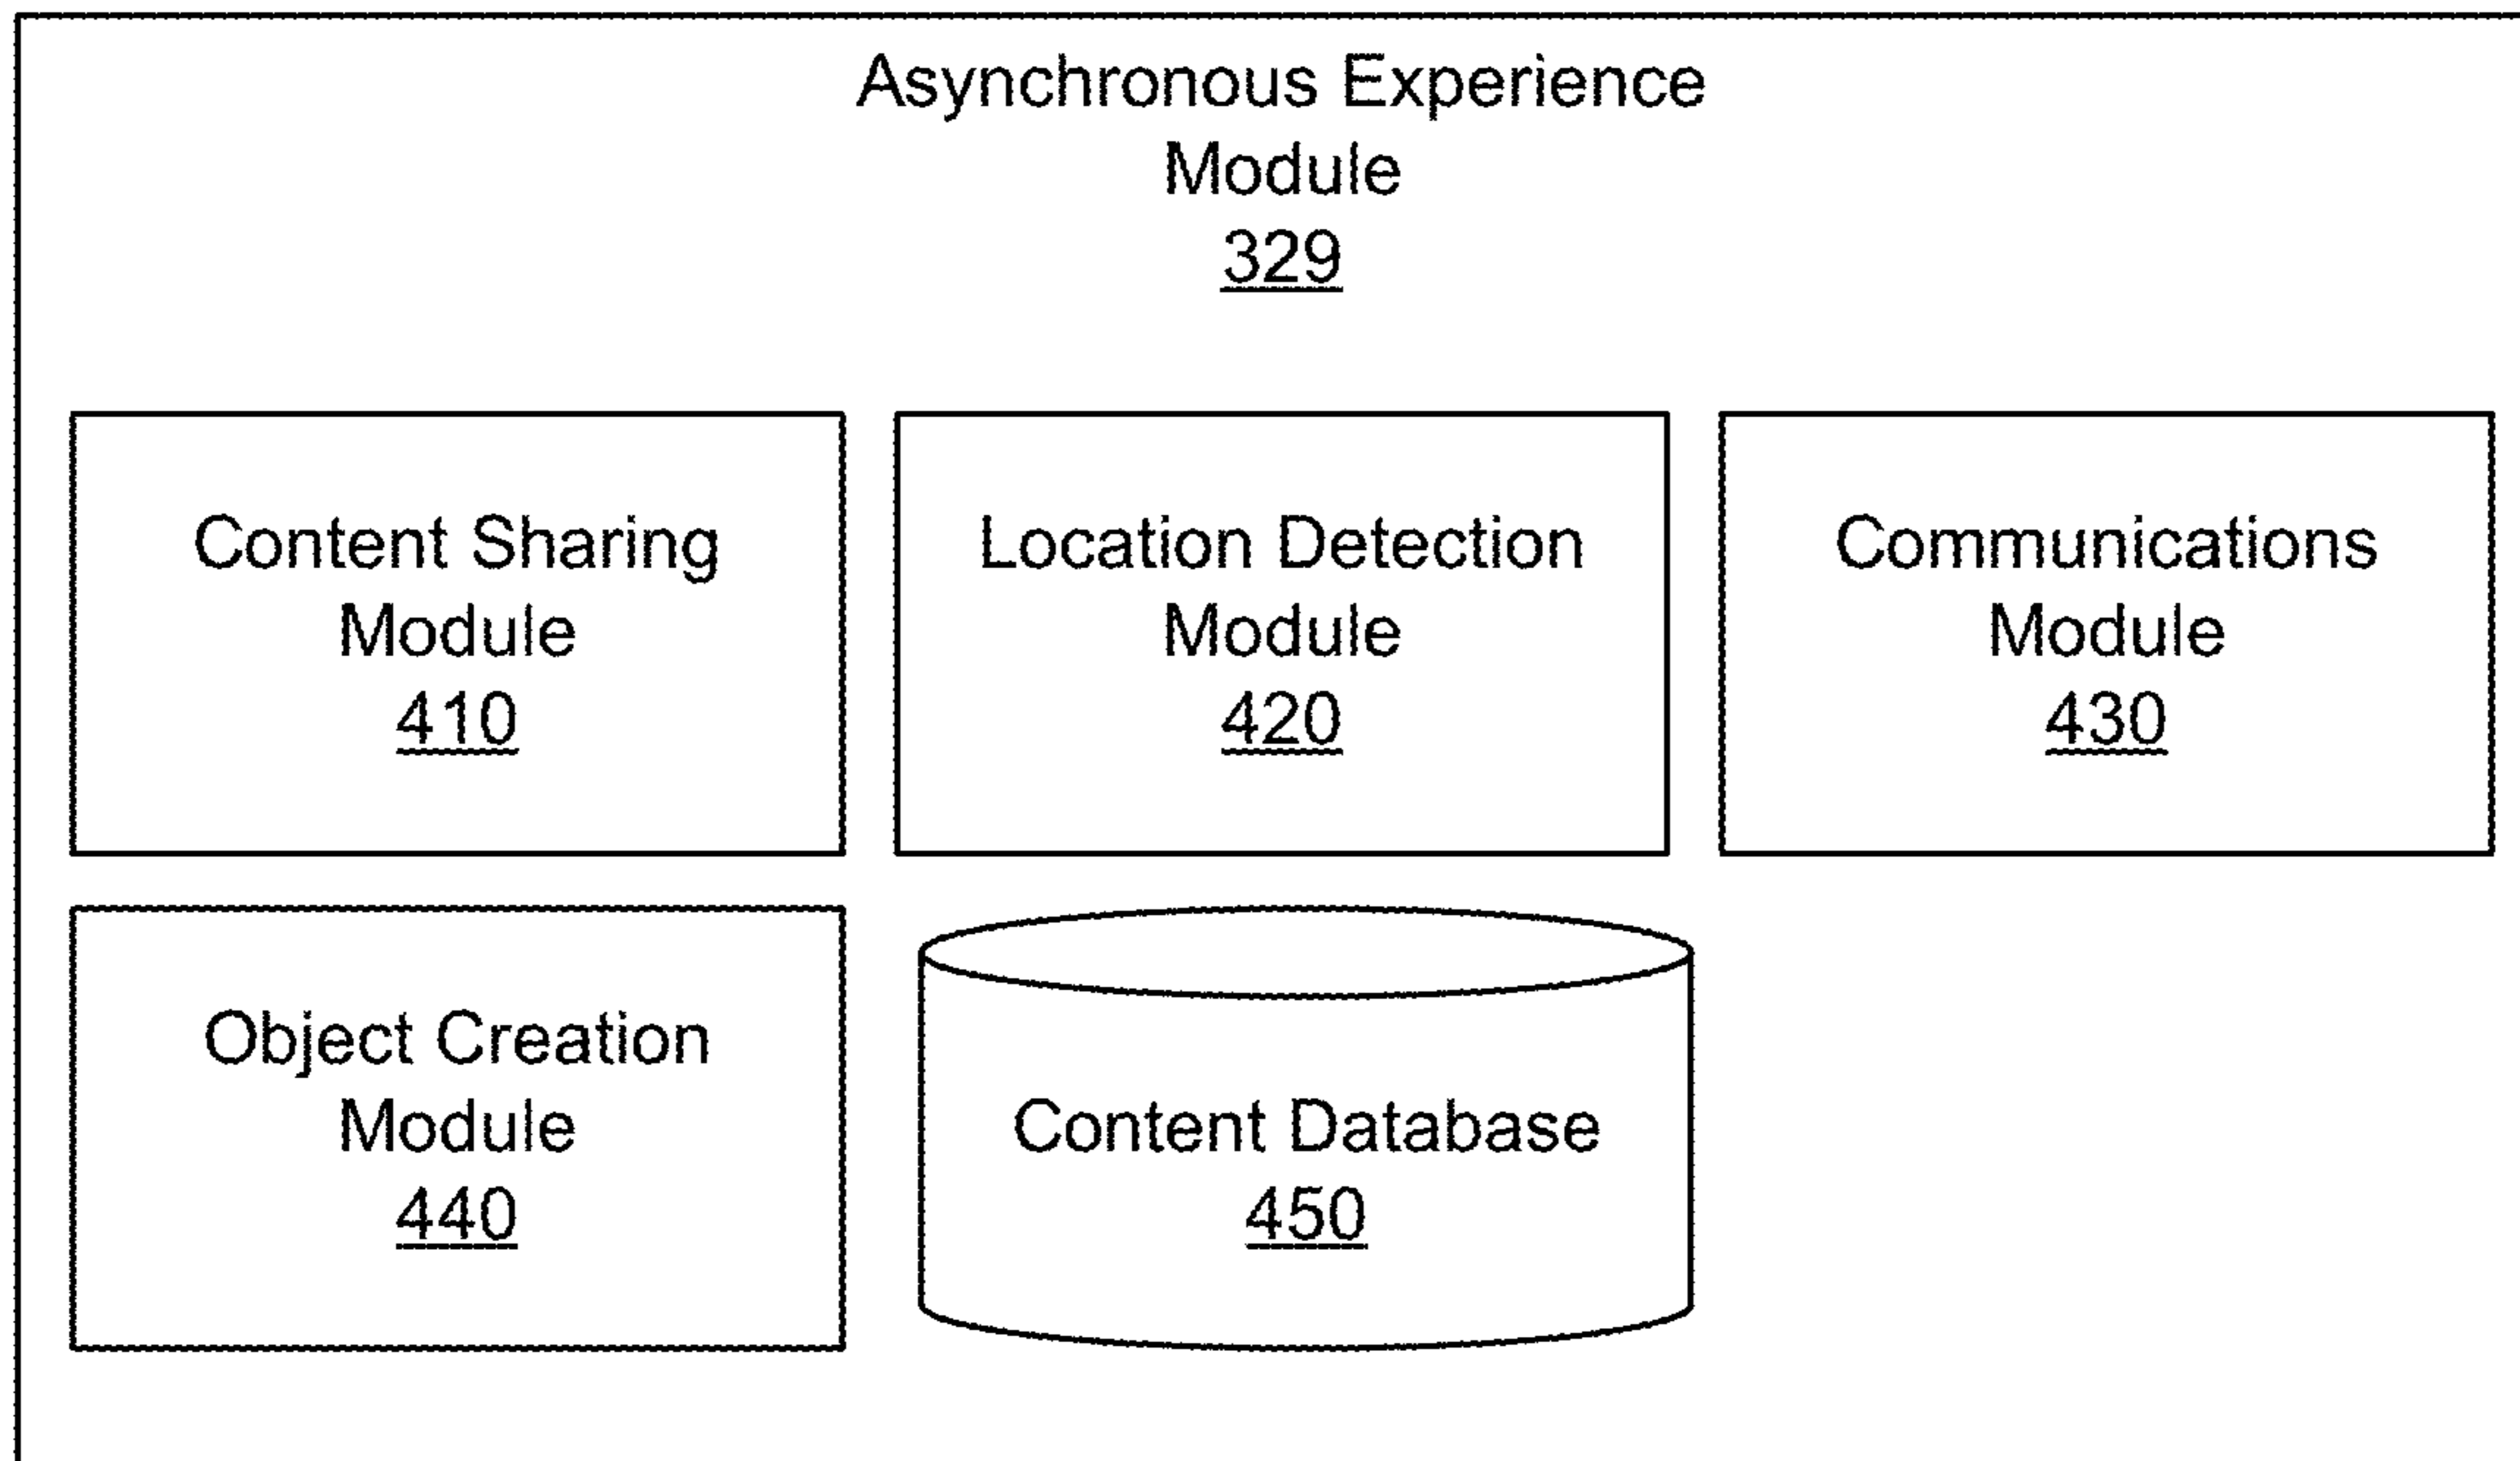 Asynchronous Experience
Module
329
Content Sharing
Module
410
Location Detection
Module
420
Communications
Module
430
Object Creation
Module
440
Content Database
450